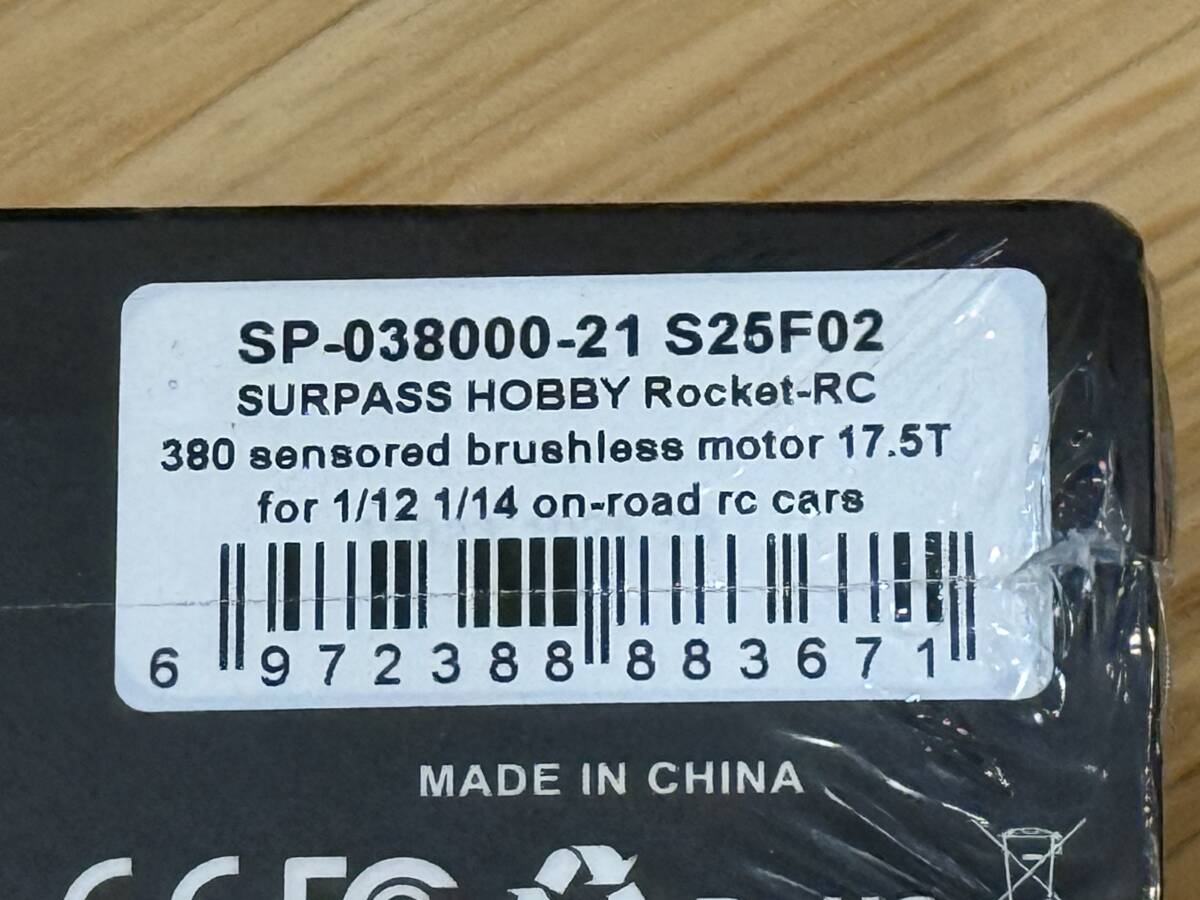 SP-038000-21 S25F02
SURPASS HOBBY Rocket-RC
380 sensored brushless motor 17.5T
for 1/12 1/14 on-road rc cars
6 972388 883671
MADE IN CHINA